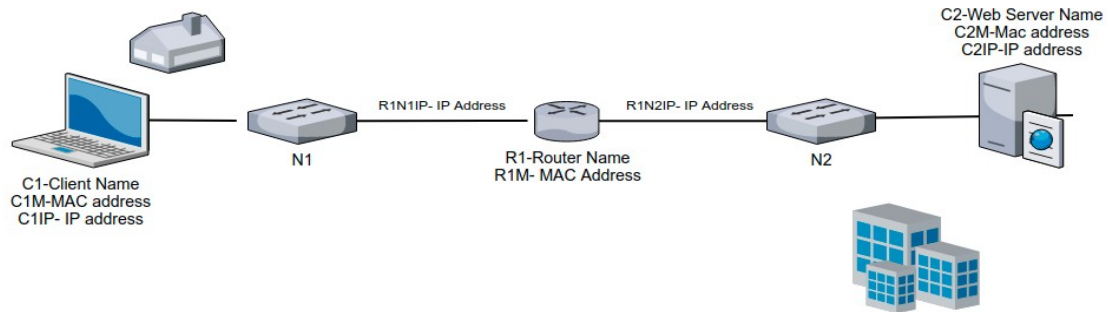 C2-Web Server Name
C2M-Mac address
C2IP-IP address
R1N1IP- IP Address
R1N2IP- IP Address
N1
R1-Router Name
R1M- MAC Address
N2
C1-Client Name
C1M-MAC address
C1IP- IP address